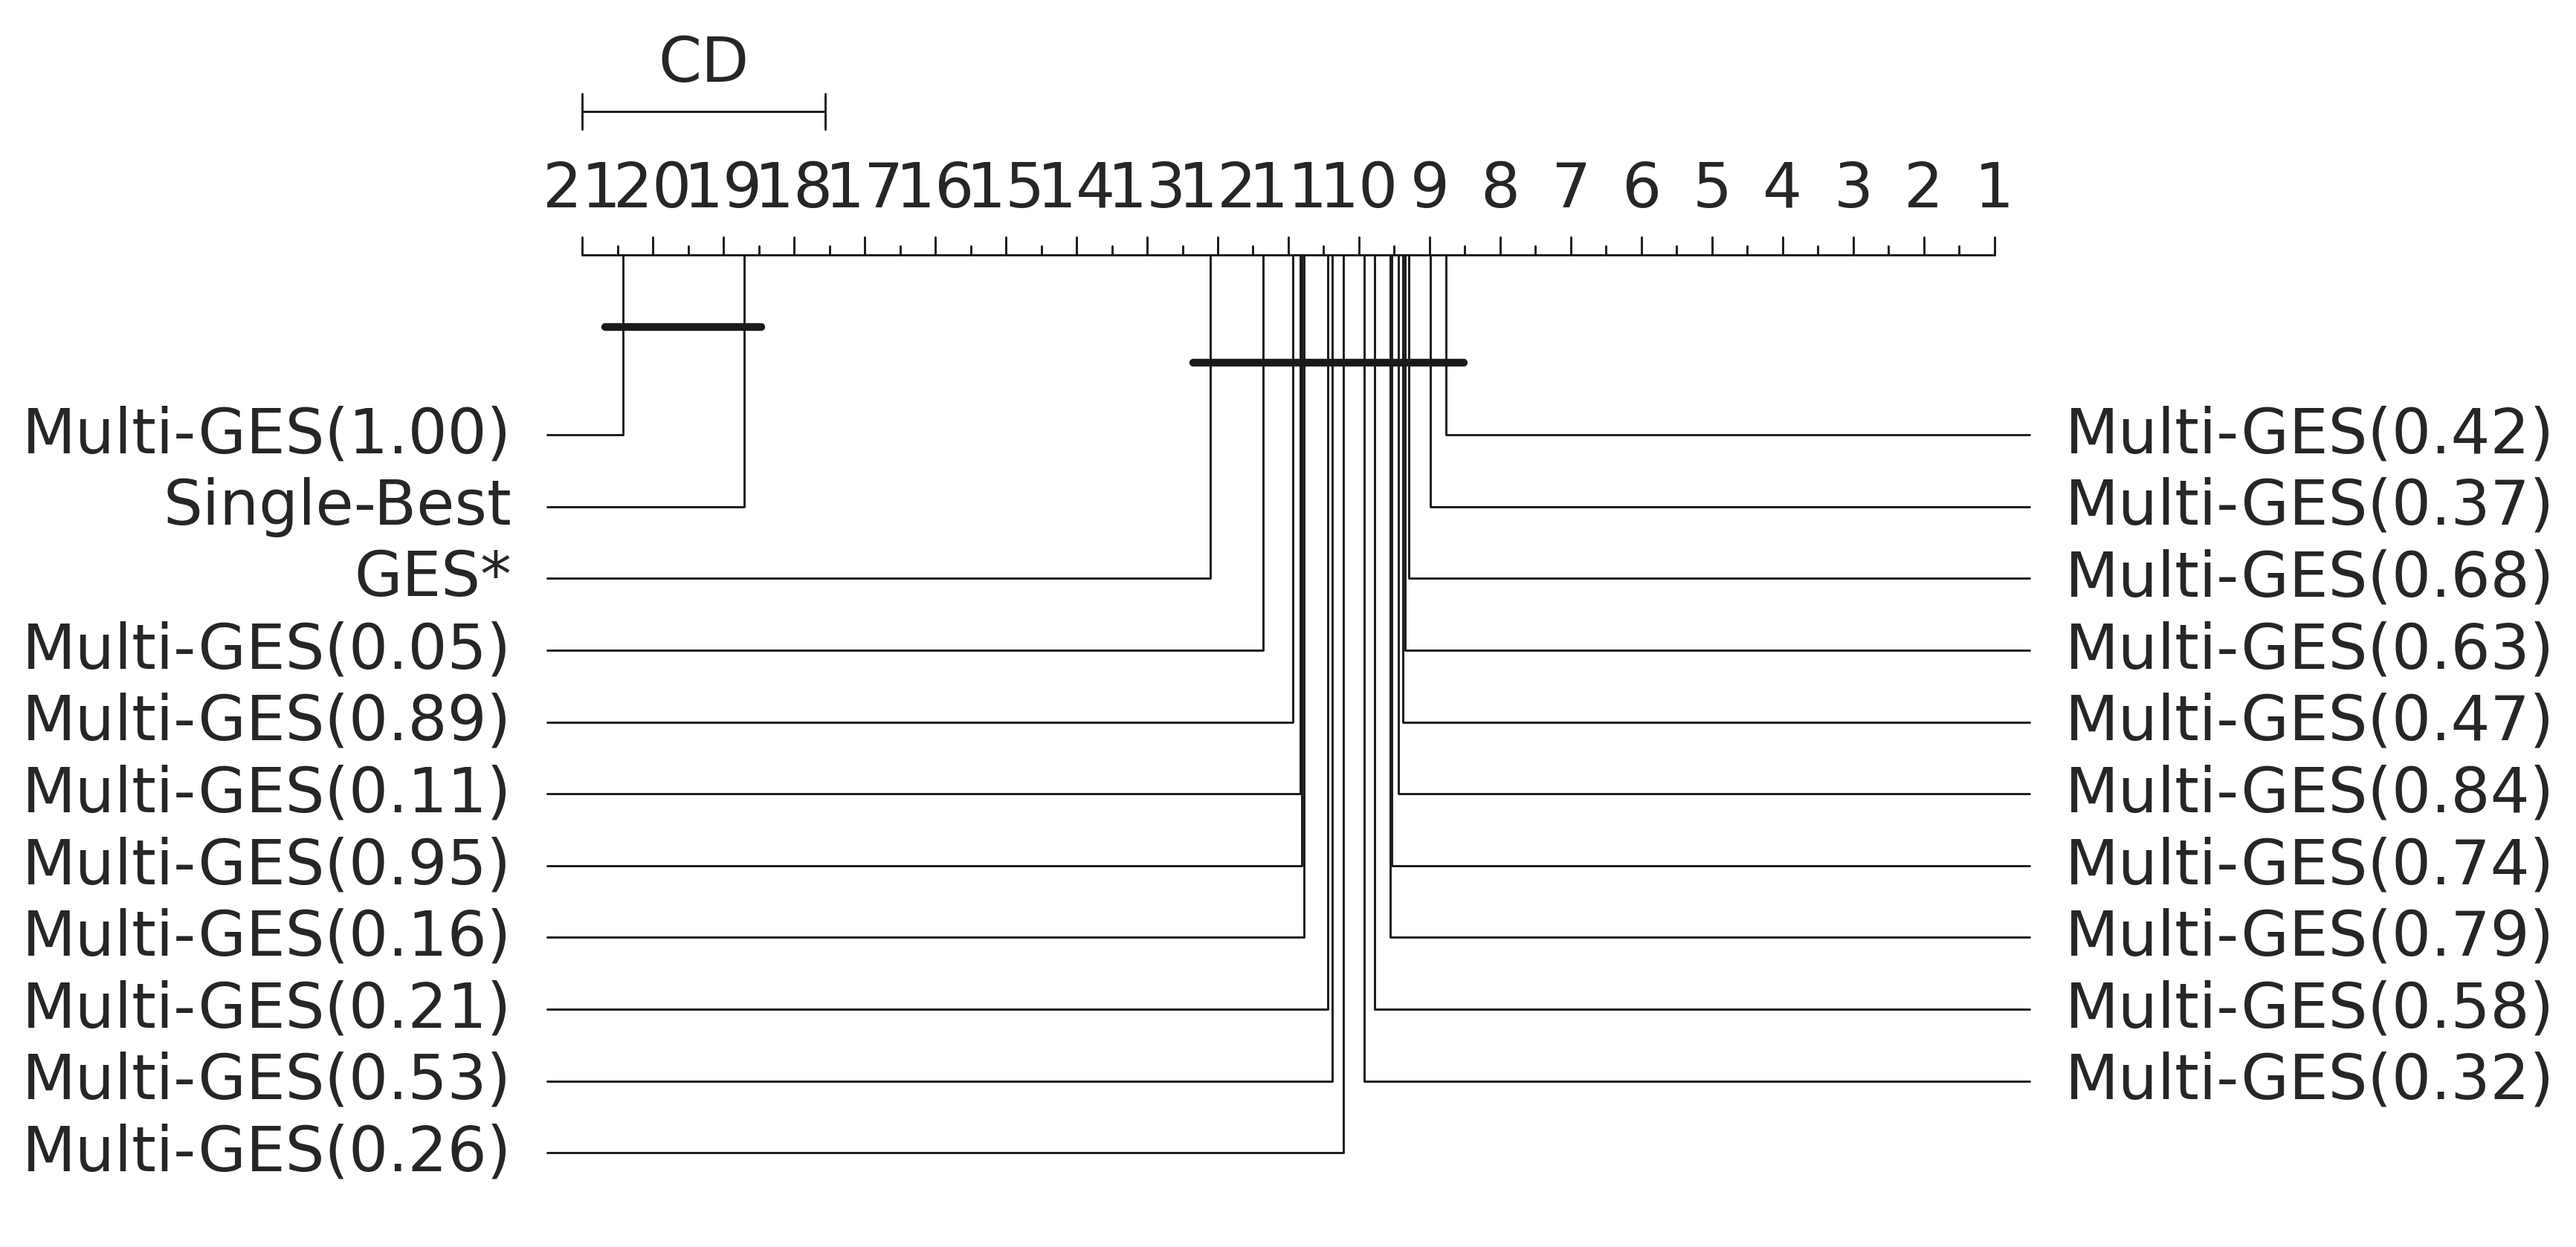 CD
21 20 19 18 17 16 15 14 13 12 11 10 9 8 7 6 5 4 3 2 1
Multi-GES(1.00) Multi-GES(0.42)
Single-Best Multi-GES(0.37)
GES* Multi-GES(0.68)
Multi-GES(0.05) Multi-GES(0.63)
Multi-GES(0.89) Multi-GES(0.47)
Multi-GES(0.11) Multi-GES(0.84)
Multi-GES(0.95) Multi-GES(0.74)
Multi-GES(0.16) Multi-GES(0.79)
Multi-GES(0.21) Multi-GES(0.58)
Multi-GES(0.53) Multi-GES(0.32)
Multi-GES(0.26)